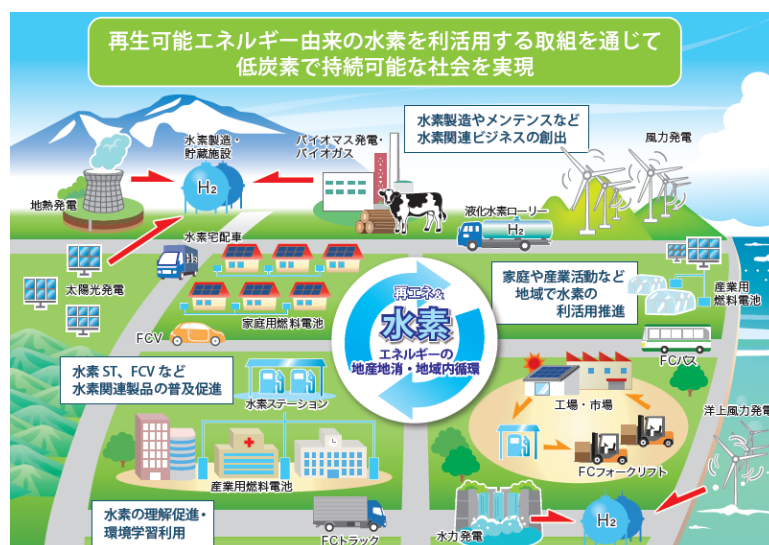 再生可能エネルギー由来の水素を利活用する取組を通じて
低炭素で持続可能な社会を実現
水素製造やメンテンスなど
水素関連ビジネスの創出
水素製造・
貯蔵施設
バイオマス発電・
バイオガス
風力発電
H₂
地熱発電
液化水素ローリー
H₂
水素宅配車
H₂
太陽光発電
家庭や産業活動など
地域で水素の
利活用推進
産業用
燃料電池
再エネ&
水素
エネルギーの
地産地消・地域内循環
家庭用燃料電池
FCV
FCバス
水素 ST、FCV など
水素関連製品の普及促進
水素ステーション
工場・市場
洋上風力発電
FCフォークリフト
産業用燃料電池
水素の理解促進・
環境学習利用
FCトラック
水力発電
H₂